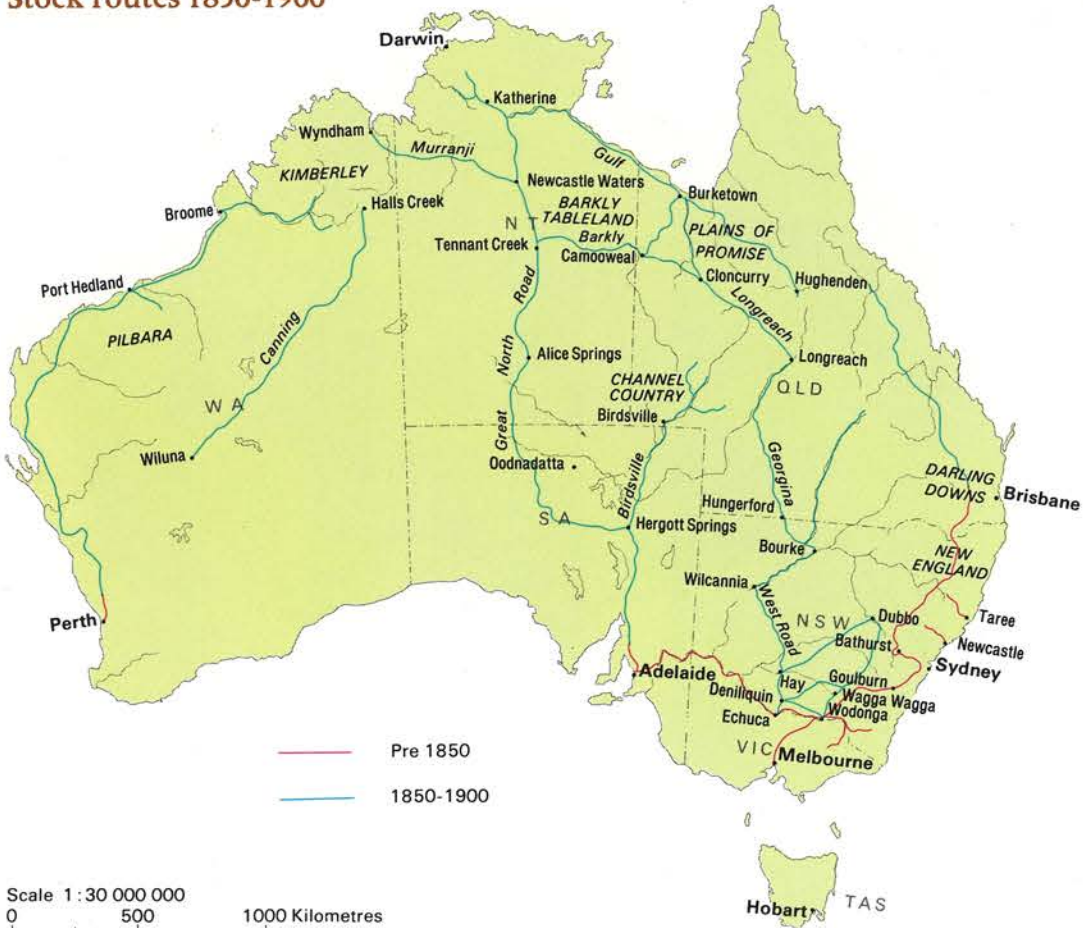 Stock routes 1850-1900
Darwin
Katherine
Wyndham
Murranji
Gulf
KIMBERLEY
Newcastle Waters
Burketown
Broome
Halls Creek
BARKLY
TABLELAND
NT
Barkly
PLAINS OF
PROMISE
Tennant Creek
Camooweal
Cloncurry
Hughenden
Port Hedland
Road
Longreach
PILBARA
Canning
North
Alice Springs
Longreach
CHANNEL
COUNTRY
QLD
WA
Great
Birdsville
Wiluna
Oodnadatta
Birdsville
Georgina
DARLING
DOWNS
Brisbane
Hungerford
SA
Hergott Springs
Bourke
NEW
ENGLAND
Wilcannia
West Road
Perth
NSW
Dubbo
Taree
Bathurst
Newcastle
Adelaide
Sydney
Hay
Goulburn
Deniliquin
Wagga Wagga
Echuca
Wodonga
VIC
Melbourne
Pre 1850
1850-1900
Scale 1:30 000 000
0 500 1000 Kilometres
Hobart
TAS